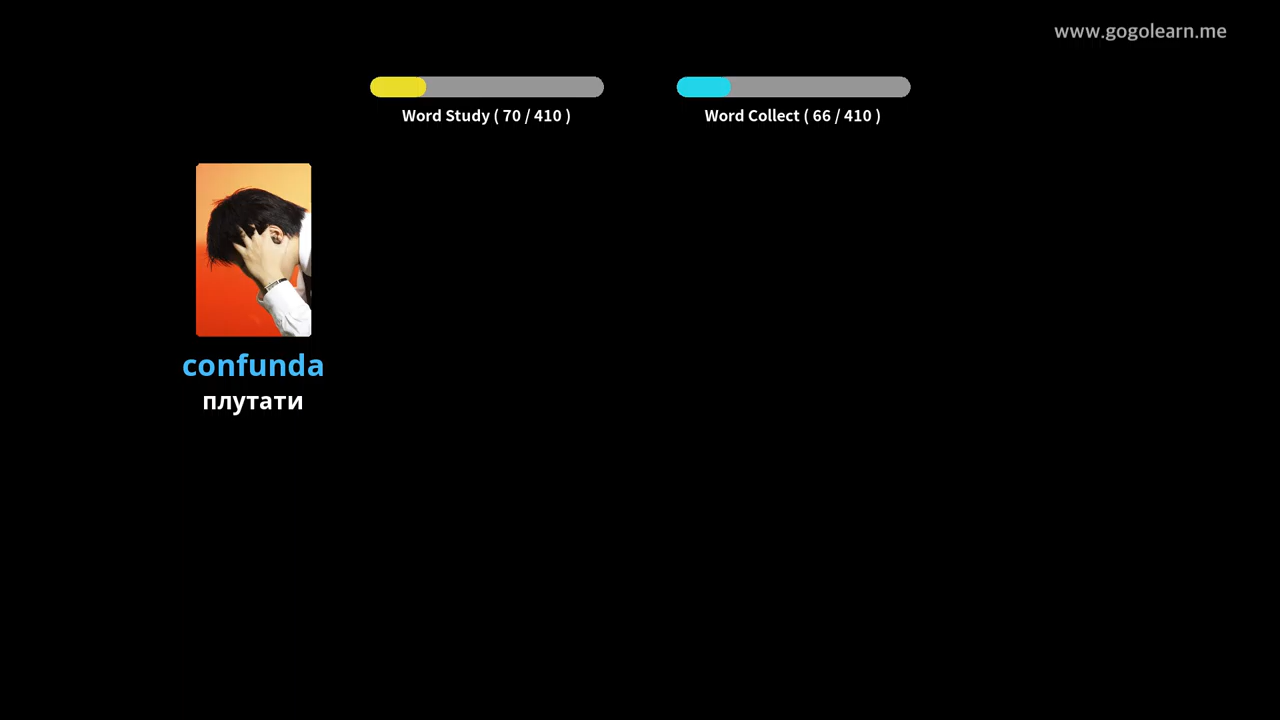 www.gogolearn.me
Word Study ( 70 / 410 )
Word Collect ( 66 / 410 )
confunda
плутати